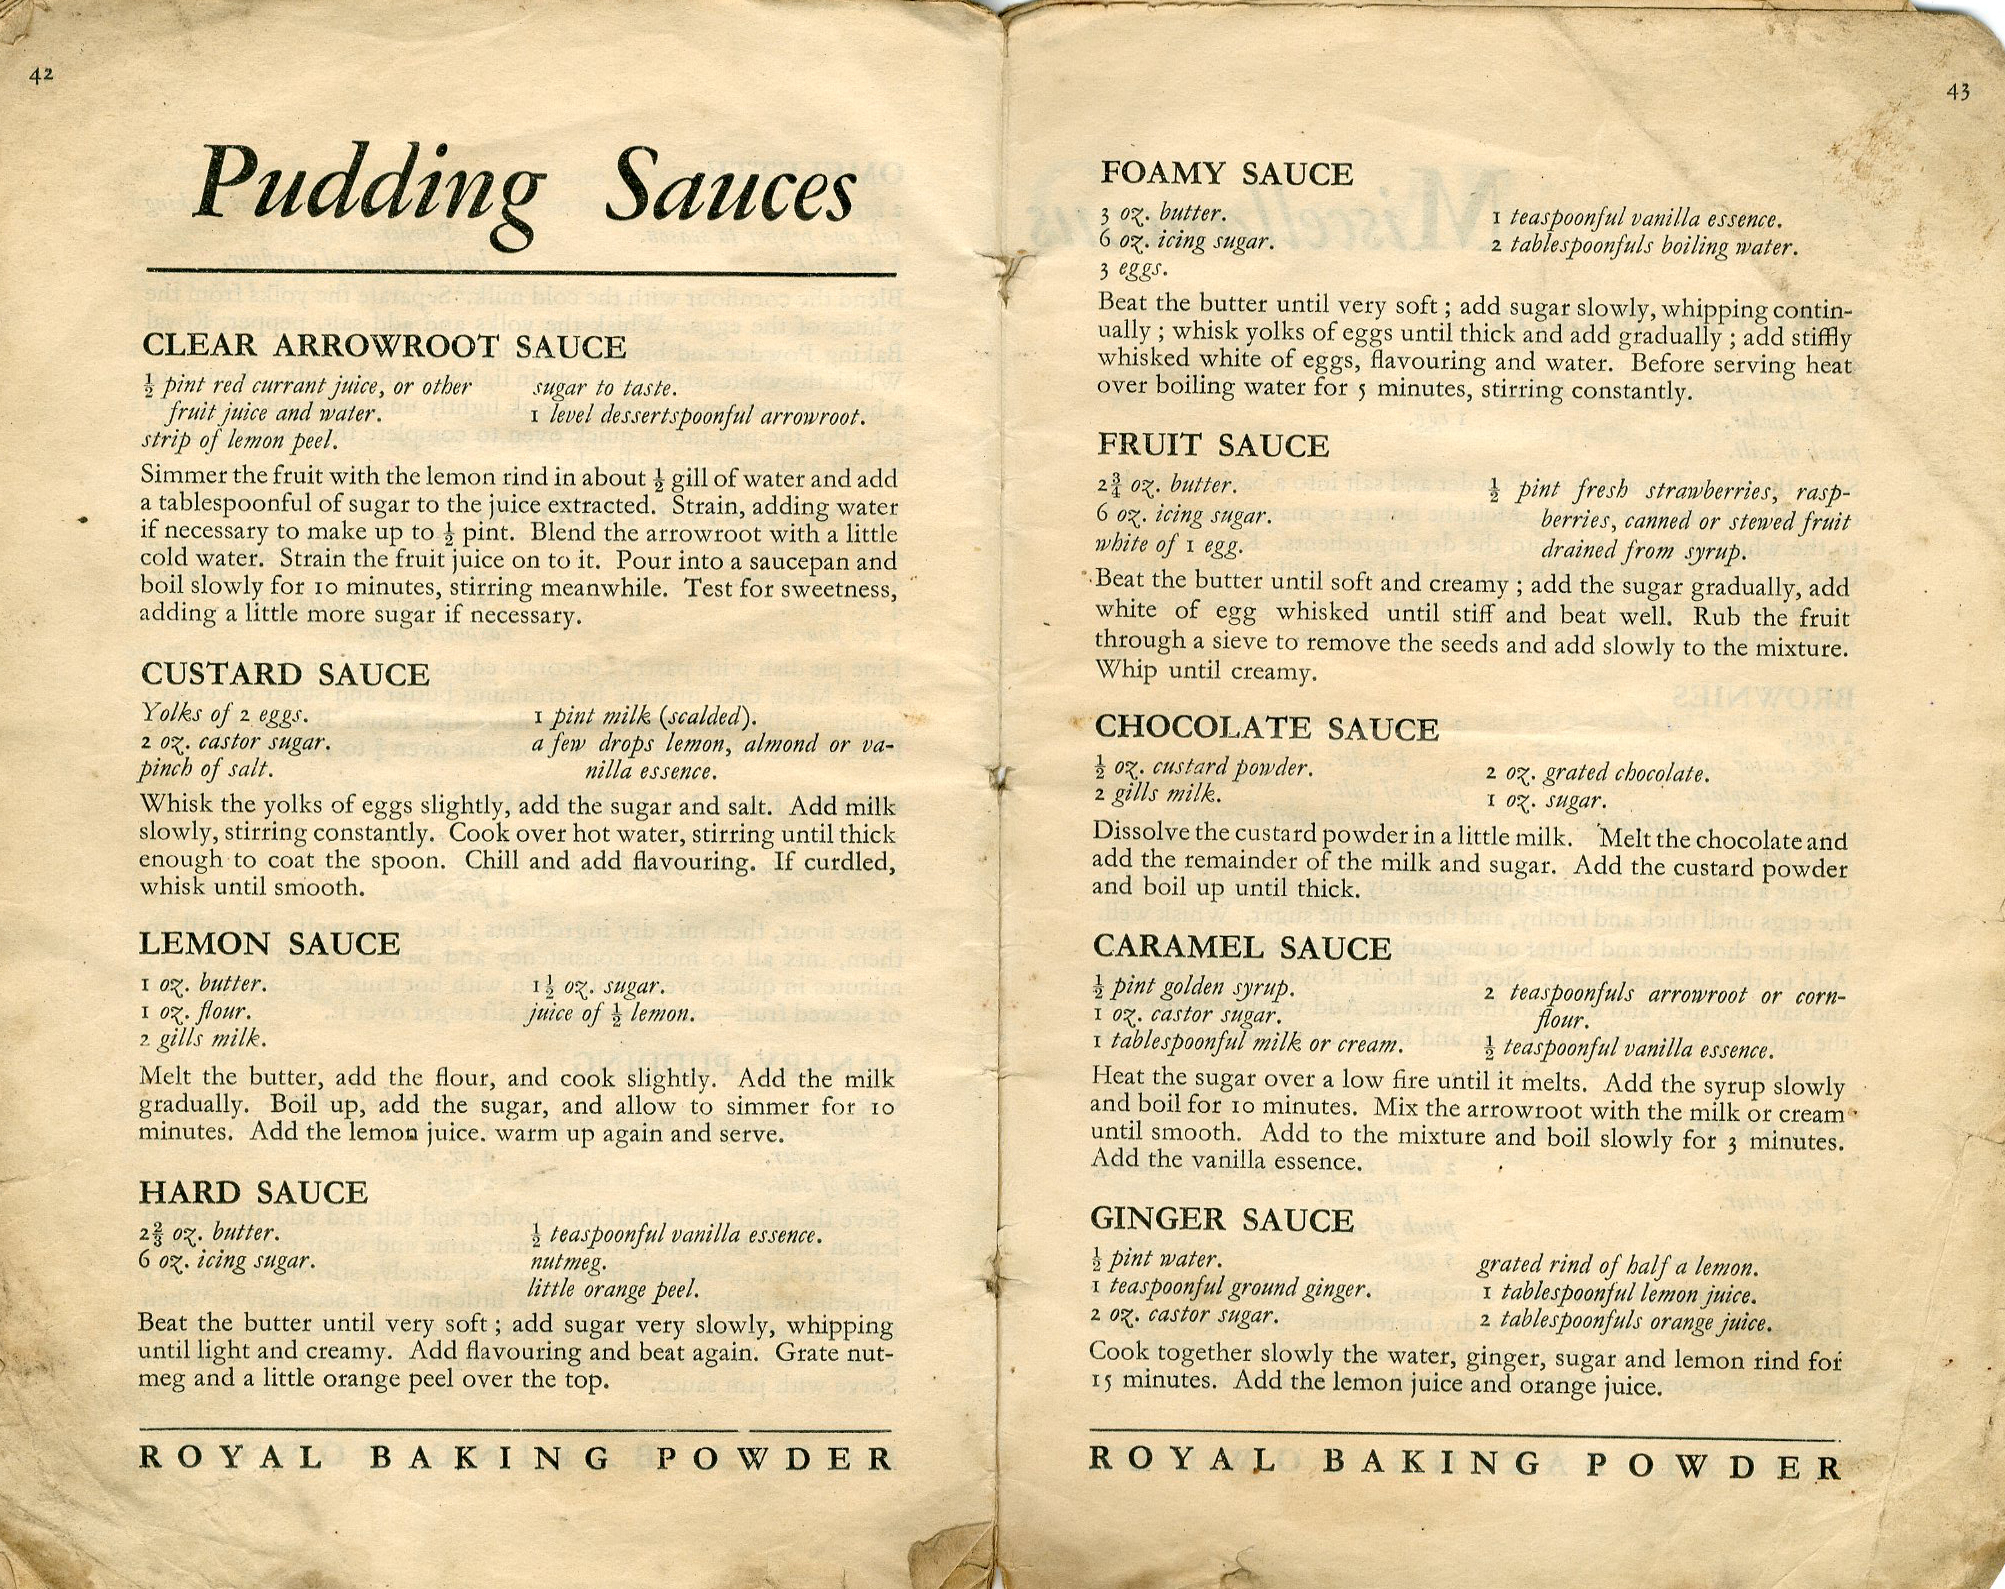 42
Pudding Sauces
CLEAR ARROWROOT SAUCE
½ pint red currant juice, or other
fruit juice and water.
strip of lemon peel.
sugar to taste.
1 level dessertspoonful arrowroot.
Simmer the fruit with the lemon rind in about ½ gill of water and add
a tablespoonful of sugar to the juice extracted. Strain, adding water
if necessary to make up to ½ pint. Blend the arrowroot with a little
cold water. Strain the fruit juice on to it. Pour into a saucepan and
boil slowly for 10 minutes, stirring meanwhile. Test for sweetness,
adding a little more sugar if necessary.
CUSTARD SAUCE
Yolks of 2 eggs.
2 oz. castor sugar.
pinch of salt.
1 pint milk (scalded).
a few drops lemon, almond or va-
nilla essence.
Whisk the yolks of eggs slightly, add the sugar and salt. Add milk
slowly, stirring constantly. Cook over hot water, stirring until thick
enough to coat the spoon. Chill and add flavouring. If curdled,
whisk until smooth.
LEMON SAUCE
1 oz. butter.
1 oz. flour.
2 gills milk.
1½ oz. sugar.
juice of ½ lemon.
Melt the butter, add the flour, and cook slightly. Add the milk
gradually. Boil up, add the sugar, and allow to simmer for 10
minutes. Add the lemon juice. warm up again and serve.
HARD SAUCE
2⅔ oz. butter.
6 oz. icing sugar.
½ teaspoonful vanilla essence.
nutmeg.
little orange peel.
Beat the butter until very soft ; add sugar very slowly, whipping
until light and creamy. Add flavouring and beat again. Grate nut-
meg and a little orange peel over the top.
ROYAL BAKING POWDER
43
FOAMY SAUCE
3 oz. butter.
6 oz. icing sugar.
3 eggs.
1 teaspoonful vanilla essence.
2 tablespoonfuls boiling water.
Beat the butter until very soft ; add sugar slowly, whipping contin-
ually ; whisk yolks of eggs until thick and add gradually ; add stiffly
whisked white of eggs, flavouring and water. Before serving heat
over boiling water for 5 minutes, stirring constantly.
FRUIT SAUCE
2¾ oz. butter.
6 oz. icing sugar.
white of 1 egg.
½ pint fresh strawberries, rasp-
berries, canned or stewed fruit
drained from syrup.
Beat the butter until soft and creamy ; add the sugar gradually, add
white of egg whisked until stiff and beat well. Rub the fruit
through a sieve to remove the seeds and add slowly to the mixture.
Whip until creamy.
CHOCOLATE SAUCE
½ oz. custard powder.
2 gills milk.
2 oz. grated chocolate.
1 oz. sugar.
Dissolve the custard powder in a little milk. Melt the chocolate and
add the remainder of the milk and sugar. Add the custard powder
and boil up until thick.
CARAMEL SAUCE
½ pint golden syrup.
1 oz. castor sugar.
1 tablespoonful milk or cream.
2 teaspoonfuls arrowroot or corn-
flour.
½ teaspoonful vanilla essence.
Heat the sugar over a low fire until it melts. Add the syrup slowly
and boil for 10 minutes. Mix the arrowroot with the milk or cream
until smooth. Add to the mixture and boil slowly for 3 minutes.
Add the vanilla essence.
GINGER SAUCE
½ pint water.
1 teaspoonful ground ginger.
2 oz. castor sugar.
grated rind of half a lemon.
1 tablespoonful lemon juice.
2 tablespoonfuls orange juice.
Cook together slowly the water, ginger, sugar and lemon rind for
15 minutes. Add the lemon juice and orange juice.
ROYAL BAKING POWDER